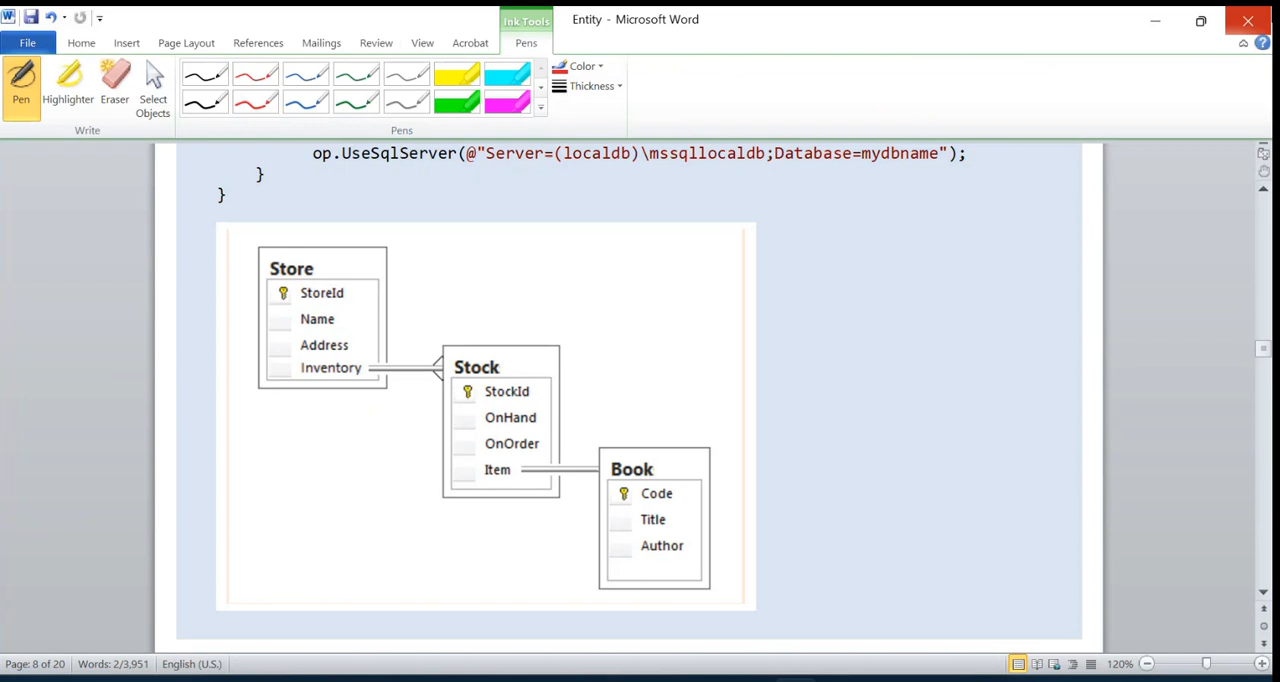 Ink Tools
Entity - Microsoft Word
File Home Insert Page Layout References Mailings Review View Acrobat Pens
Pen Highlighter Eraser Select Objects
Color
Thickness
Write
Pens
op.UseSqlServer(@"Server=(localdb)\mssqllocaldb;Database=mydbname");
}
}
Store
StoreId
Name
Address
Inventory
Stock
StockId
OnHand
OnOrder
Item
Book
Code
Title
Author
Page: 8 of 20 Words: 2/3,951 English (U.S.) 120%